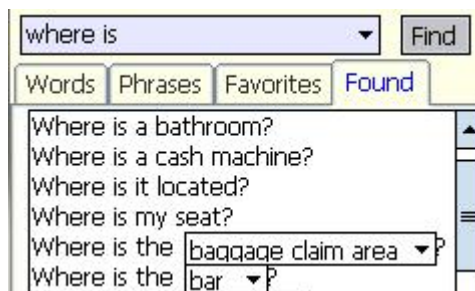 where is Find
Words Phrases Favorites Found
Where is a bathroom?
Where is a cash machine?
Where is it located?
Where is my seat?
Where is the baggage claim area ?
Where is the bar ?